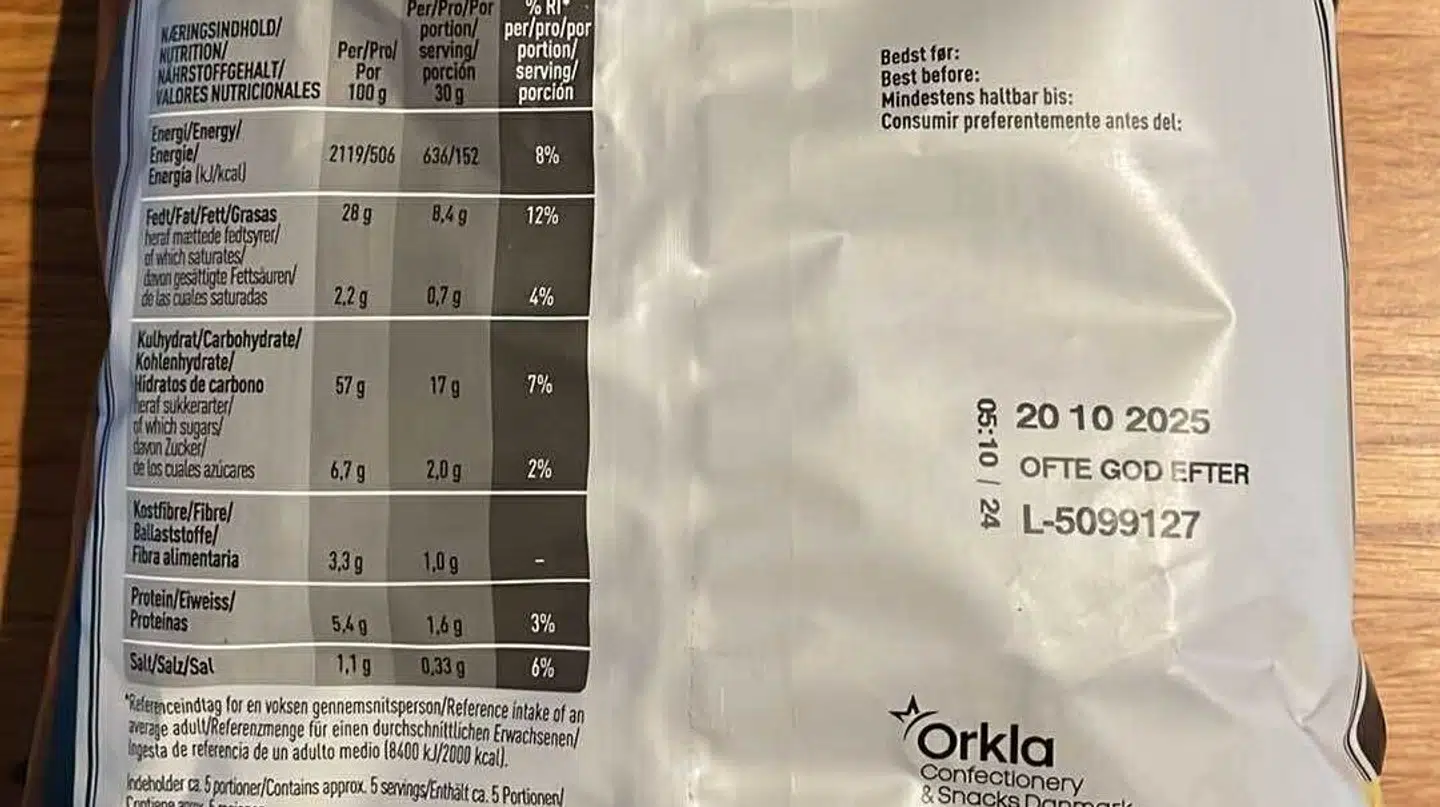 NÆRINGSINDHOLD/
NUTRITION/
NÄHRSTOFFGEHALT/
VALORES NUTRICIONALES
Per/Pro/
Por
100 g
Per/Pro/Por
portion/
serving/
porción
30 g
% RI*
per/pro/por
portion/
serving/
porción
Energi/Energy/
Energie/
Energía (kJ/kcal)
2119/506 636/152 8%
Fedt/Fat/Fett/Grasas 28 g 8,4 g 12%
heraf mættede fedtsyrer/
of which saturates/
davon gesättigte Fettsäuren/
de las cuales saturadas 2,2 g 0,7 g 4%
Kulhydrat/Carbohydrate/
Kohlenhydrate/
Hidratos de carbono 57 g 17 g 7%
heraf sukkerarter/
of which sugars/
davon Zucker/
de los cuales azúcares 6,7 g 2,0 g 2%
Kostfibre/Fibre/
Ballaststoffe/
Fibra alimentaria 3,3 g 1,0 g -
Protein/Eiweiss/
Proteínas 5,4 g 1,6 g 3%
Salt/Salz/Sal 1,1 g 0,33 g 6%
*Referenceindtag for en voksen gennemsnitsperson/Reference intake of an
average adult/Referenzmenge für einen durchschnittlichen Erwachsenen/
Ingesta de referencia de un adulto medio (8400 kJ/2000 kcal).
Indeholder ca. 5 portioner/Contains approx. 5 servings/Enthält ca. 5 Portionen/
Bedst før:
Best before:
Mindestens haltbar bis:
Consumir preferentemente antes del:
05:10 / 24
20 10 2025
OFTE GOD EFTER
L-5099127
Orkla
Confectionery
& Snacks Danmark